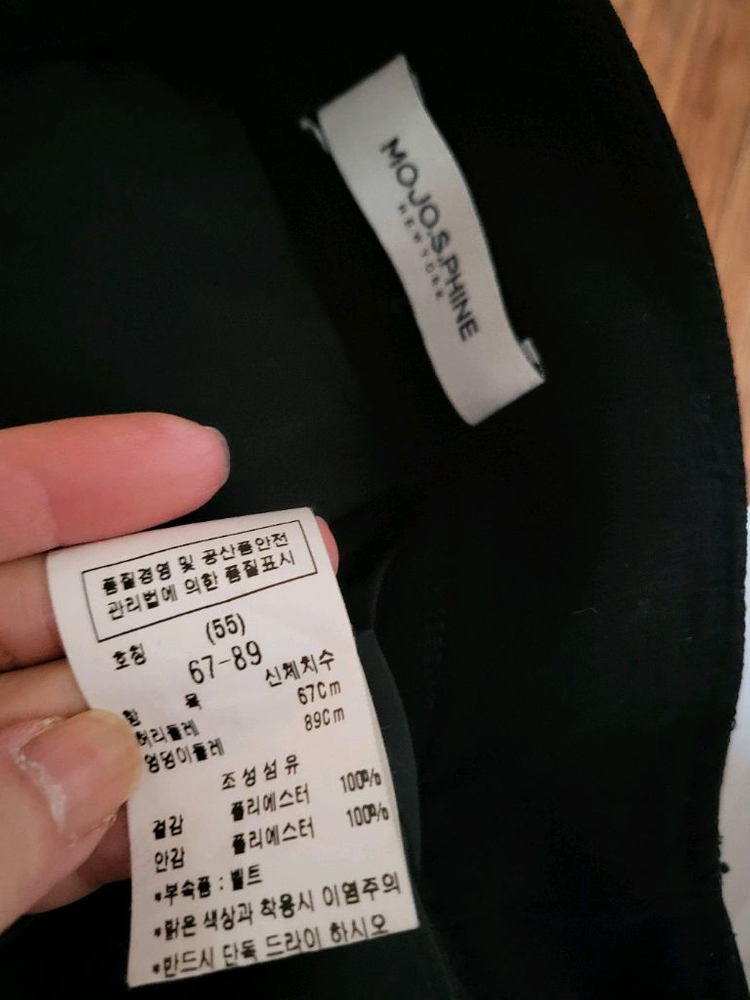 MOJO.S.PHINE
NEWYORK
품질경영 및 공산품안전
관리법에 의한 품질표시
호칭 (55)
67-89
항 목 신체치수
허리둘레 67Cm
엉덩이둘레 89Cm
조성섬유
겉감 폴리에스터 100%
안감 폴리에스터 100%
*부속품 : 벨트
*밝은 색상과 착용시 이염주의
*반드시 단독 드라이 하시오